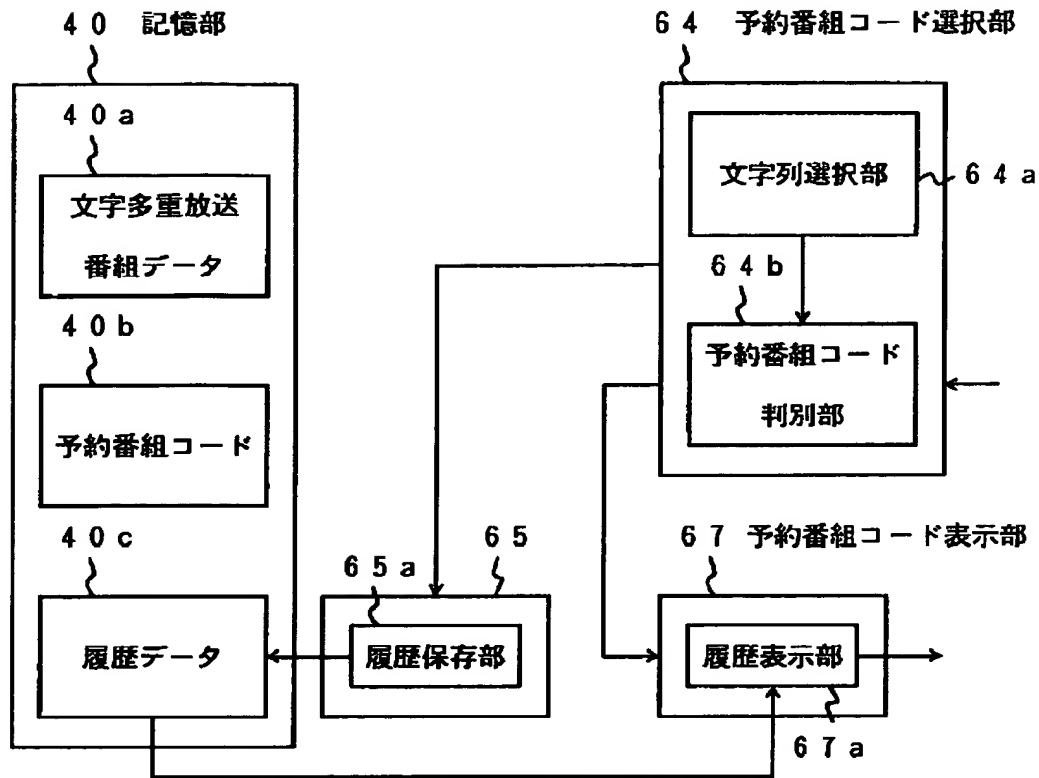 ４０ 記憶部
４０ａ
文字多重放送
番組データ
４０ｂ
予約番組コード
４０ｃ
履歴データ
６５ａ
６５
履歴保存部
６４ 予約番組コード選択部
文字列選択部
６４ａ
６４ｂ
予約番組コード
判別部
６７ 予約番組コード表示部
履歴表示部
６７ａ